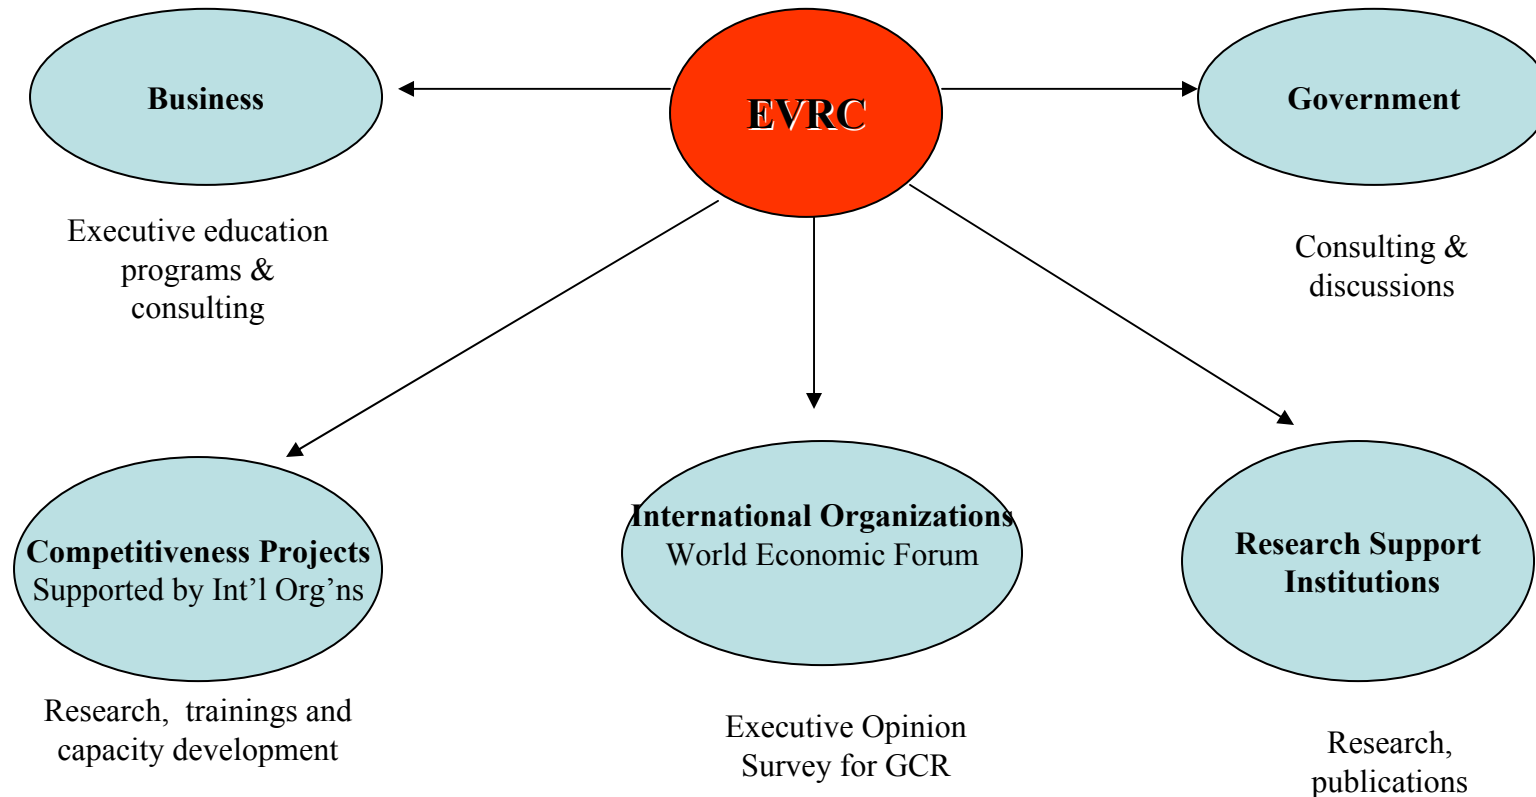 Business
EVRC
Government
Executive education
programs &
consulting
Consulting &
discussions
Competitiveness Projects
Supported by Int’l Org’ns
International Organizations
World Economic Forum
Research Support
Institutions
Research,  trainings and
capacity development
Executive Opinion
Survey for GCR
Research,
publications